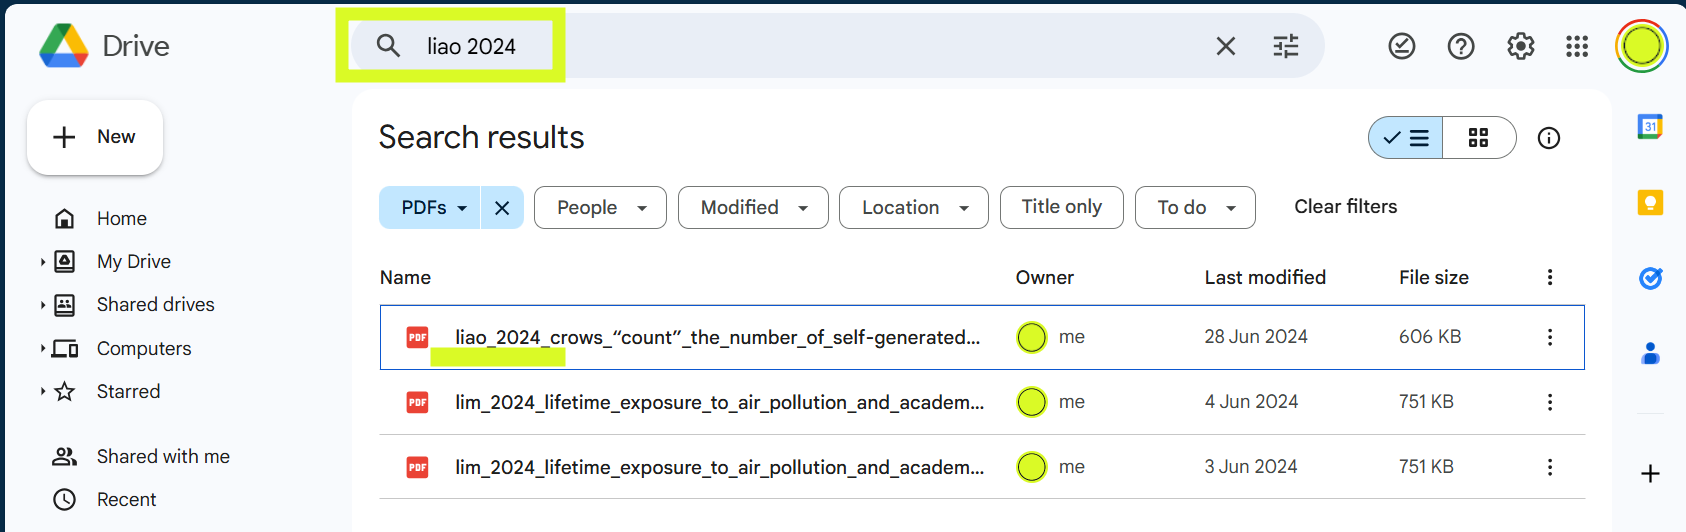 Drive
liao 2024
New
Search results
PDFs
People
Modified
Location
Title only
To do
Clear filters
Home
My Drive
Shared drives
Computers
Starred
Shared with me
Recent
Name Owner Last modified File size
PDF liao_2024_crows_“count”_the_number_of_self-generated... me 28 Jun 2024 606 KB
PDF lim_2024_lifetime_exposure_to_air_pollution_and_academ... me 4 Jun 2024 751 KB
PDF lim_2024_lifetime_exposure_to_air_pollution_and_academ... me 3 Jun 2024 751 KB
31